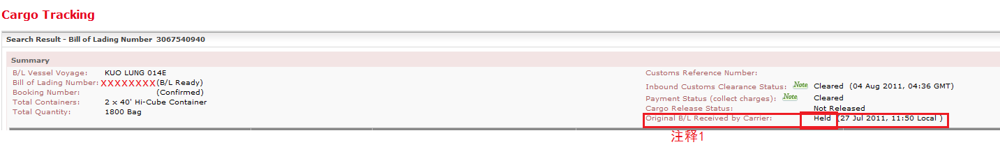 Cargo Tracking
Search Result - Bill of Lading Number 3067540940
Summary
B/L Vessel Voyage: KUO LUNG 014E
Bill of Lading Number: XXXXXXXX (B/L Ready)
Booking Number: (Confirmed)
Total Containers: 2 x 40' Hi-Cube Container
Total Quantity: 1800 Bag
Customs Reference Number:
Inbound Customs Clearance Status: Note Cleared (04 Aug 2011, 04:36 GMT)
Payment Status (collect charges): Note Cleared
Cargo Release Status: Not Released
Original B/L Received by Carrier: Held (27 Jul 2011, 11:50 Local )
注释1